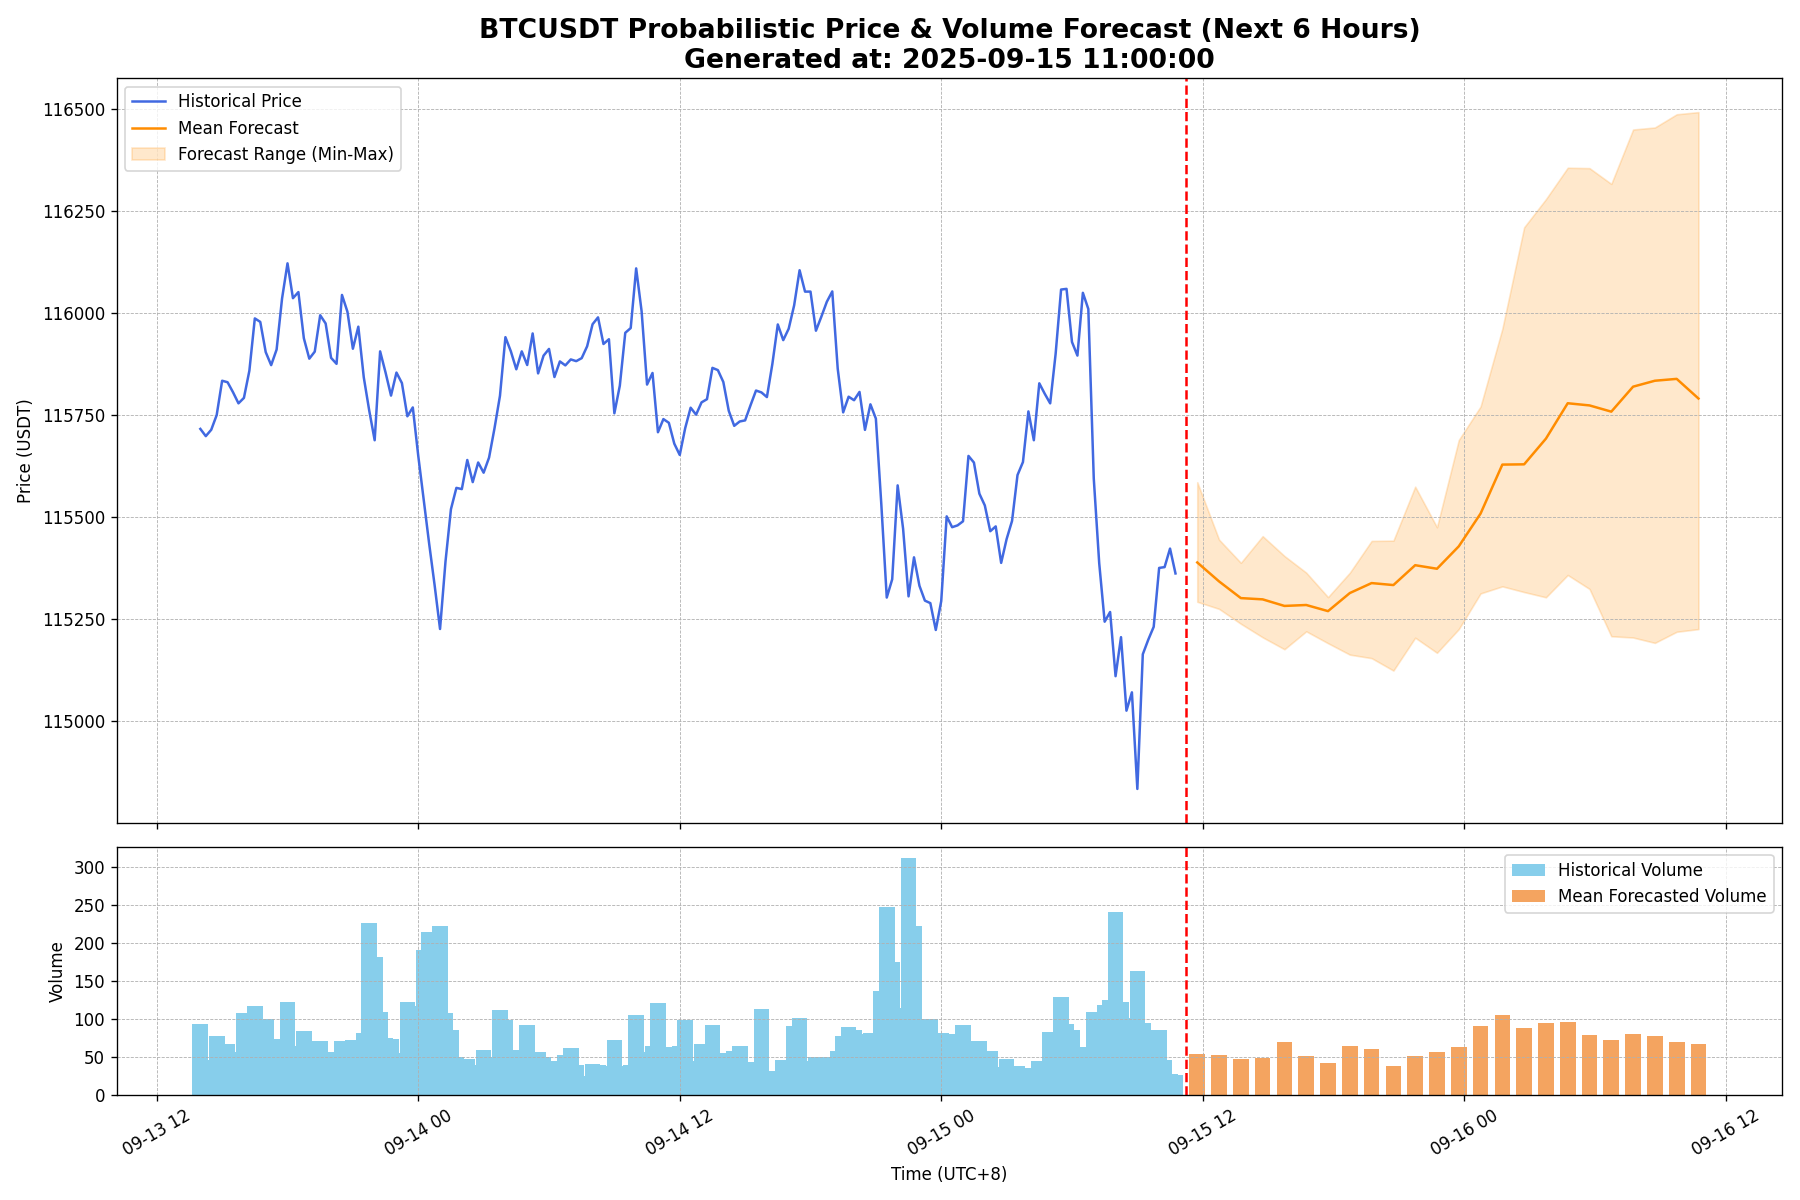 BTCUSDT Probabilistic Price & Volume Forecast (Next 6 Hours)
Generated at: 2025-09-15 11:00:00
Historical Price
Mean Forecast
Forecast Range (Min-Max)
116500
116250
116000
115750
115500
115250
115000
Price (USDT)
Historical Volume
Mean Forecasted Volume
300
250
200
150
100
50
0
Volume
09-13 12
09-14 00
09-14 12
09-15 00
09-15 12
09-16 00
09-16 12
Time (UTC+8)